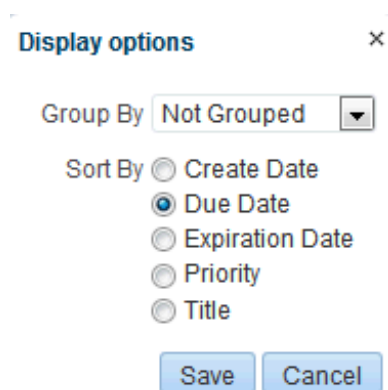 Display options ×
Group By Not Grouped
Sort By Create Date
Due Date
Expiration Date
Priority
Title
Save Cancel